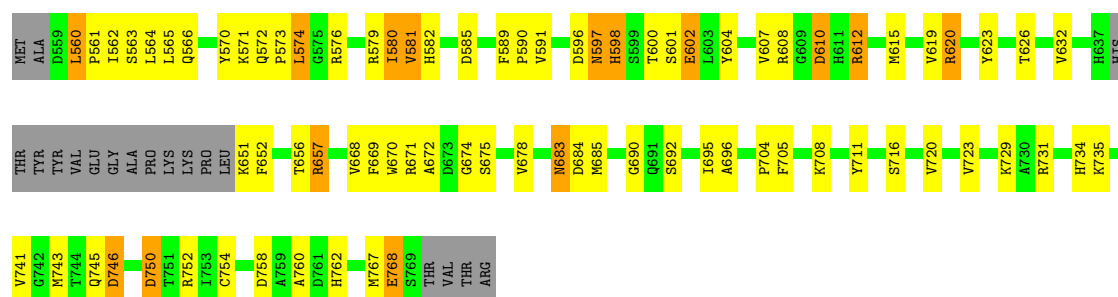 MET ALA D559 L560 P561 I562 S563 L564 L565 Q566 Y570 K571 Q572 P573 L574 G575 R576 R579 I580 V581 H582 D585 F589 P590 V591 D596 N597 H598 S599 T600 S601 E602 L603 Y604 V607 R608 G609 D610 H611 R612 M615 V619 R620 Y623 T626 V632 H637 HIS
THR TYR TYR VAL GLU GLY ALA PRO LYS LYS PRO LEU K651 F652 T656 R657 V668 F669 W670 R671 A672 D673 G674 S675 V678 N683 D684 M685 G690 Q691 S692 I695 A696 P704 F705 K708 Y711 S716 V720 V723 K729 A730 R731 H734 K735
V741 G742 M743 T744 Q745 D746 D750 T751 R752 I753 C754 D758 A759 A760 D761 H762 M767 E768 S769 THR VAL THR ARG